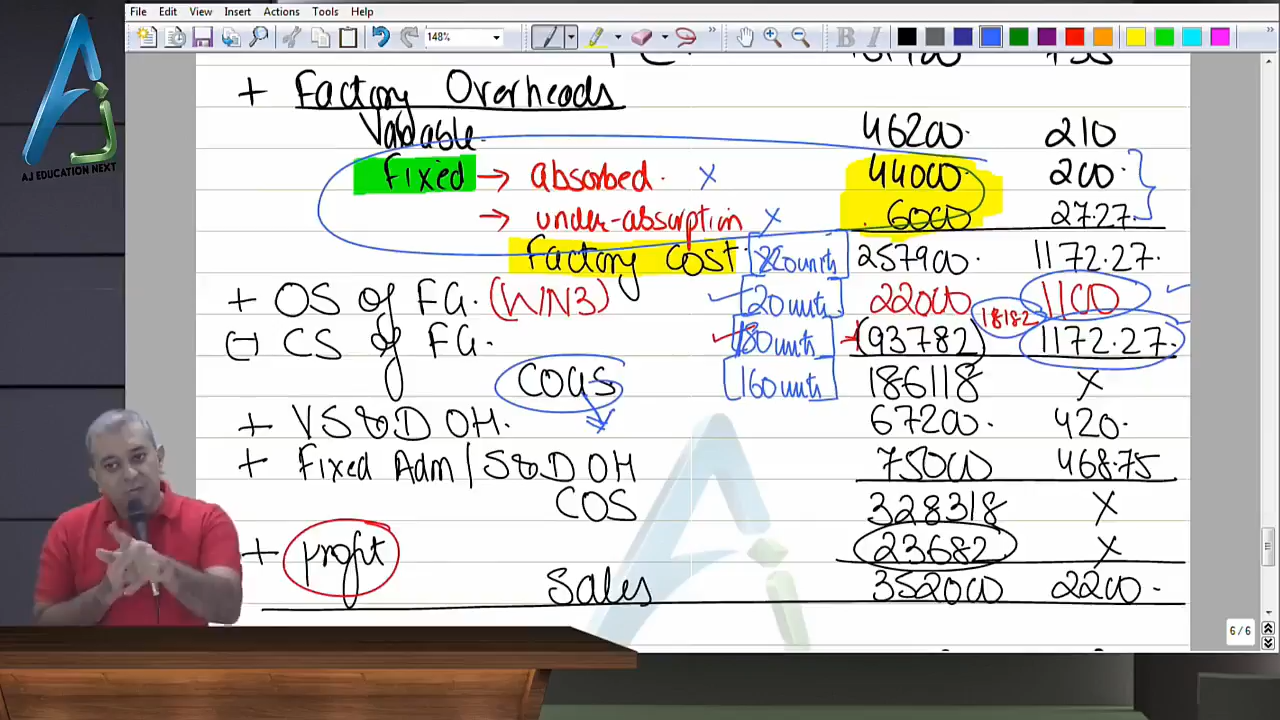 File Edit View Insert Actions Tools Help
148%
B I U
+ Factory Overheads
Variable 46200 210
Fixed → absorbed. x 44000 200
→ under-absorption x 6000 27.27
Factory Cost 220units 257900 1172.27
+ OS of FG. (WN3) 20 units 22000 1100
18182
(-) CS of FG. 80units (93782) 1172.27
COGS 160units 186118 x
+ VS&D OH. 67200 420
+ Fixed Adm/S&D OH 75000 468.75
COS 328318 x
+ profit 23682 x
Sales 352000 2200
6/6
AJ EDUCATION NEXT